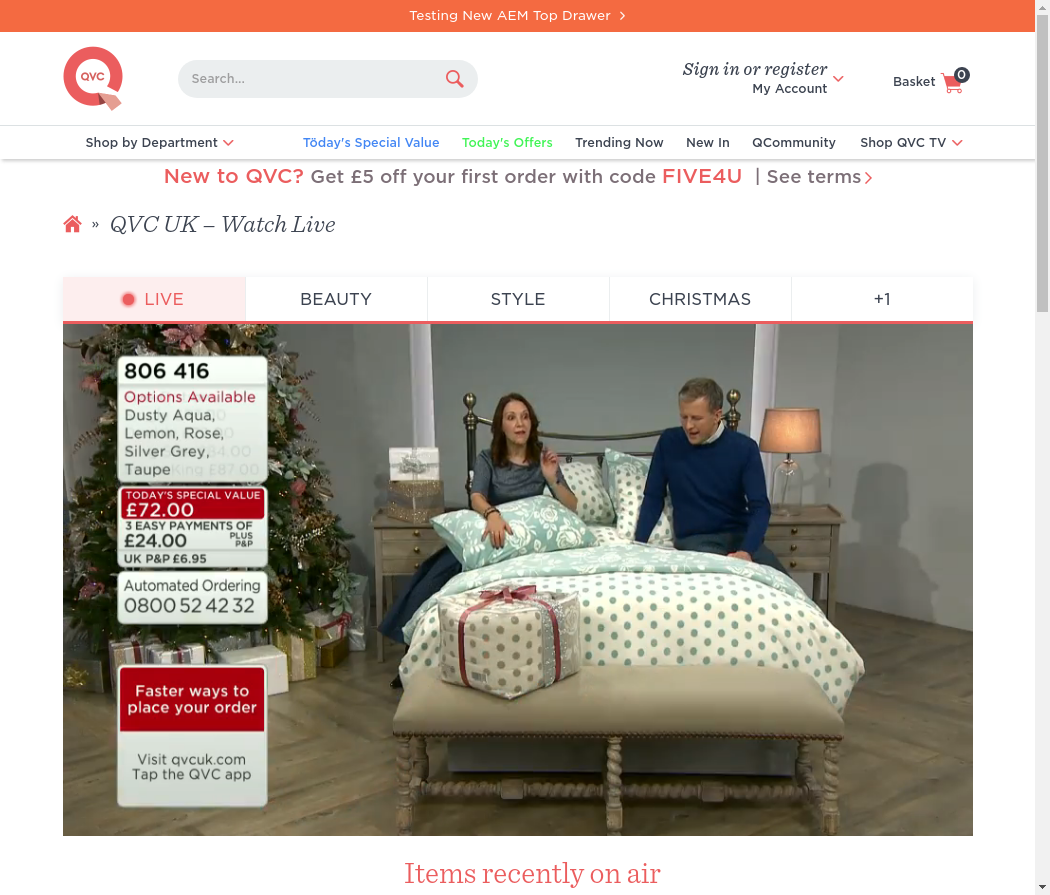 Testing New AEM Top Drawer
QVC
Search...
Sign in or register
My Account
Basket
0
Shop by Department
Töday's Special Value
Today's Offers
Trending Now
New In
QCommunity
Shop QVC TV
New to QVC? Get £5 off your first order with code FIVE4U | See terms
» QVC UK – Watch Live
LIVE
BEAUTY
STYLE
CHRISTMAS
+1
806 416
Options Available
Dusty Aqua,
Lemon, Rose,
Silver Grey,
Taupe
King £87.00
TODAY'S SPECIAL VALUE
£72.00
3 EASY PAYMENTS OF
£24.00
PLUS
P&P
UK P&P £6.95
Automated Ordering
0800 52 42 32
Faster ways to
place your order
Visit qvcuk.com
Tap the QVC app
Items recently on air